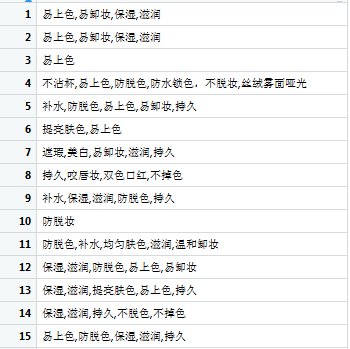 1 易上色,易卸妆,保湿,滋润
2 易上色,易卸妆,保湿,滋润
3 易上色
4 不沾杯,易上色,防脱色,防水锁色，不脱妆,丝绒雾面哑光
5 补水,防脱色,易上色,易卸妆,持久
6 提亮肤色,易上色
7 遮瑕,美白,易卸妆,滋润,持久
8 持久,咬唇妆,双色口红,不掉色
9 补水,保湿,滋润,防脱色,持久
10 防脱妆
11 防脱色,补水,均匀肤色,滋润,温和卸妆
12 保湿,滋润,防脱色,易上色,易卸妆
13 保湿,滋润,提亮肤色,易上色,持久
14 保湿,滋润,持久,不脱色,不掉色
15 易上色,防脱色,保湿,滋润,持久